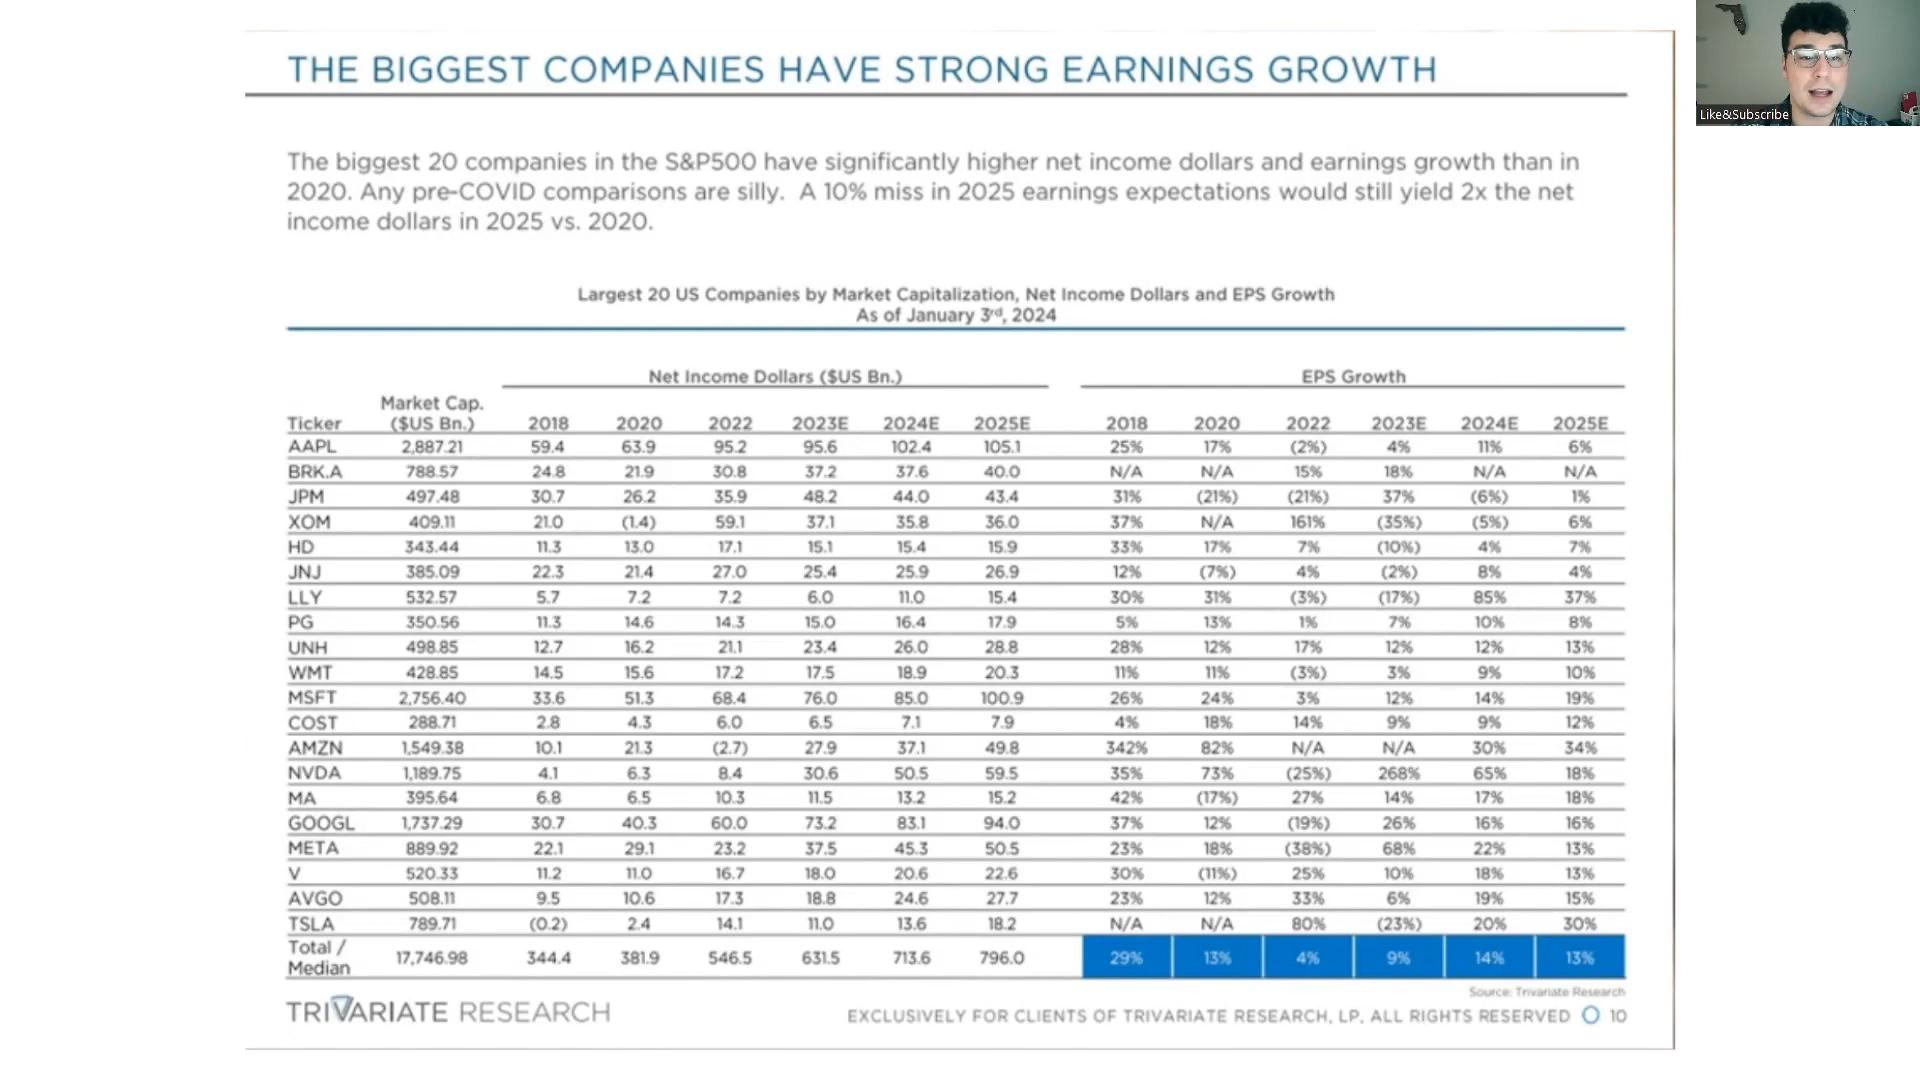 THE BIGGEST COMPANIES HAVE STRONG EARNINGS GROWTH
Like&Subscribe
The biggest 20 companies in the S&P500 have significantly higher net income dollars and earnings growth than in
2020. Any pre-COVID comparisons are silly. A 10% miss in 2025 earnings expectations would still yield 2x the net
income dollars in 2025 vs. 2020.
Largest 20 US Companies by Market Capitalization, Net Income Dollars and EPS Growth
As of January 3rd, 2024
Net Income Dollars ($US Bn.) EPS Growth
Market Cap.
Ticker ($US Bn.) 2018 2020 2022 2023E 2024E 2025E 2018 2020 2022 2023E 2024E 2025E
AAPL 2,887.21 59.4 63.9 95.2 95.6 102.4 105.1 25% 17% (2%) 4% 11% 6%
BRK.A 788.57 24.8 21.9 30.8 37.2 37.6 40.0 N/A N/A 15% 18% N/A N/A
JPM 497.48 30.7 26.2 35.9 48.2 44.0 43.4 31% (21%) (21%) 37% (6%) 1%
XOM 409.11 21.0 (1.4) 59.1 37.1 35.8 36.0 37% N/A 161% (35%) (5%) 6%
HD 343.44 11.3 13.0 17.1 15.1 15.4 15.9 33% 17% 7% (10%) 4% 7%
JNJ 385.09 22.3 21.4 27.0 25.4 25.9 26.9 12% (7%) 4% (2%) 8% 4%
LLY 532.57 5.7 7.2 7.2 6.0 11.0 15.4 30% 31% (3%) (17%) 85% 37%
PG 350.56 11.3 14.6 14.3 15.0 16.4 17.9 5% 13% 1% 7% 10% 8%
UNH 498.85 12.7 16.2 21.1 23.4 26.0 28.8 28% 12% 17% 12% 12% 13%
WMT 428.85 14.5 15.6 17.2 17.5 18.9 20.3 11% 11% (3%) 3% 9% 10%
MSFT 2,756.40 33.6 51.3 68.4 76.0 85.0 100.9 26% 24% 3% 12% 14% 19%
COST 288.71 2.8 4.3 6.0 6.5 7.1 7.9 4% 18% 14% 9% 9% 12%
AMZN 1,549.38 10.1 21.3 (2.7) 27.9 37.1 49.8 342% 82% N/A N/A 30% 34%
NVDA 1,189.75 4.1 6.3 8.4 30.6 50.5 59.5 35% 73% (25%) 268% 65% 18%
MA 395.64 6.8 6.5 10.3 11.5 13.2 15.2 42% (17%) 27% 14% 17% 18%
GOOGL 1,737.29 30.7 40.3 60.0 73.2 83.1 94.0 37% 12% (19%) 26% 16% 16%
META 889.92 22.1 29.1 23.2 37.5 45.3 50.5 23% 18% (38%) 68% 22% 13%
V 520.33 11.2 11.0 16.7 18.0 20.6 22.6 30% (11%) 25% 10% 18% 13%
AVGO 508.11 9.5 10.6 17.3 18.8 24.6 27.7 23% 12% 33% 6% 19% 15%
TSLA 789.71 (0.2) 2.4 14.1 11.0 13.6 18.2 N/A N/A 80% (23%) 20% 30%
Total /
Median 17,746.98 344.4 381.9 546.5 631.5 713.6 796.0 29% 13% 4% 9% 14% 13%
Source: Trivariate Research
TRIVARIATE RESEARCH
EXCLUSIVELY FOR CLIENTS OF TRIVARIATE RESEARCH, LP, ALL RIGHTS RESERVED 10